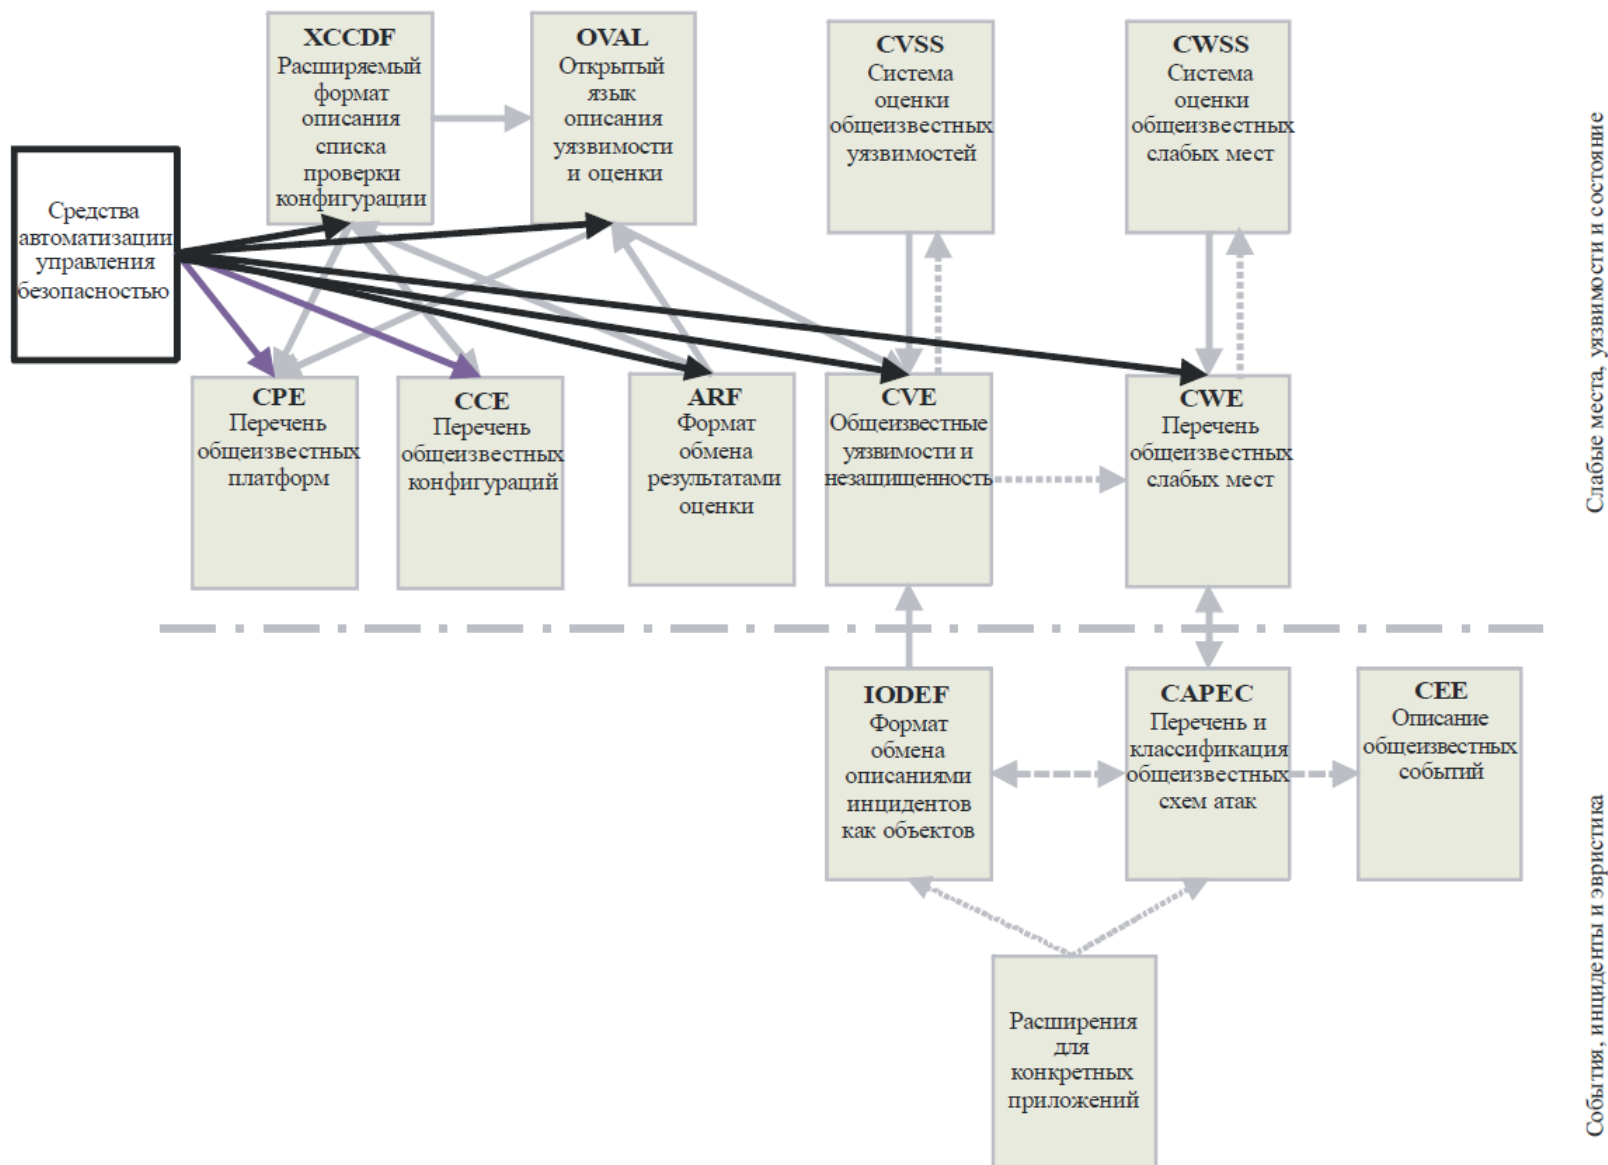 XCCDF
Расширяемый
формат
описания
списка
проверки
конфигурации
OVAL
Открытый
язык
описания
уязвимости
и оценки
CVSS
Система
оценки
общеизвестных
уязвимостей
CWSS
Система
оценки
общеизвестных
слабых мест
Средства
автоматизации
управления
безопасностью
CPE
Перечень
общеизвестных
платформ
CCE
Перечень
общеизвестных
конфигураций
ARF
Формат
обмена
результатами
оценки
CVE
Общеизвестные
уязвимости и
незащищенность
CWE
Перечень
общеизвестных
слабых мест
Слабые места, уязвимости и состояние
IODEF
Формат
обмена
описаниями
инцидентов
как объектов
CAPEC
Перечень и
классификация
общеизвестных
схем атак
CEE
Описание
общеизвестных
событий
Расширения
для
конкретных
приложений
События, инциденты и эвристика